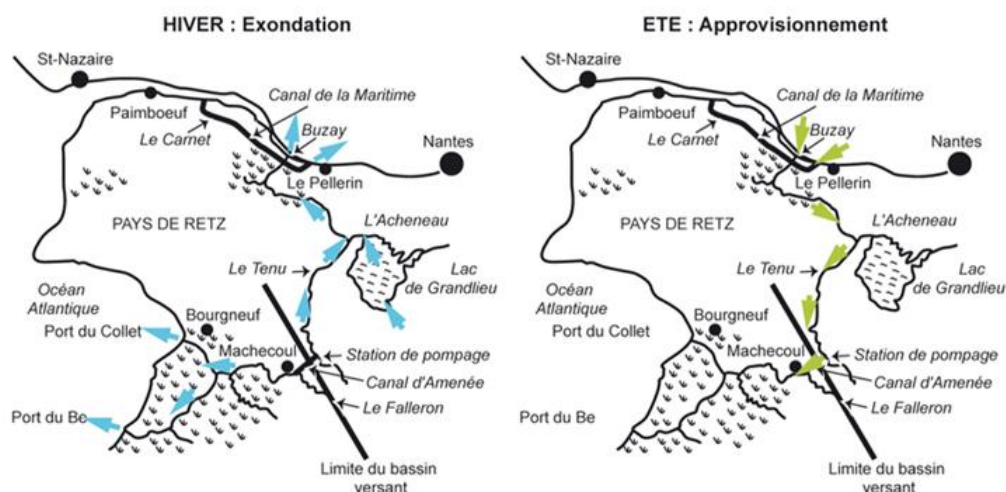 HIVER : Exondation
St-Nazaire
Canal de la Maritime
Paimboeuf
Buzay
Le Carnet
Nantes
Le Pellerin
PAYS DE RETZ
L'Acheneau
Le Tenu
Lac
de Grandlieu
Océan
Atlantique
Bourgneuf
Port du Collet
Machecoul
Station de pompage
Canal d'Amenée
Le Falleron
Port du Be
Limite du bassin
versant
ETE : Approvisionnement
St-Nazaire
Canal de la Maritime
Paimboeuf
Buzay
Le Carnet
Nantes
Le Pellerin
PAYS DE RETZ
L'Acheneau
Le Tenu
Lac
de Grandlieu
Océan
Atlantique
Bourgneuf
Port du Collet
Machecoul
Station de pompage
Canal d'Amenée
Le Falleron
Port du Be
Limite du bassin
versant